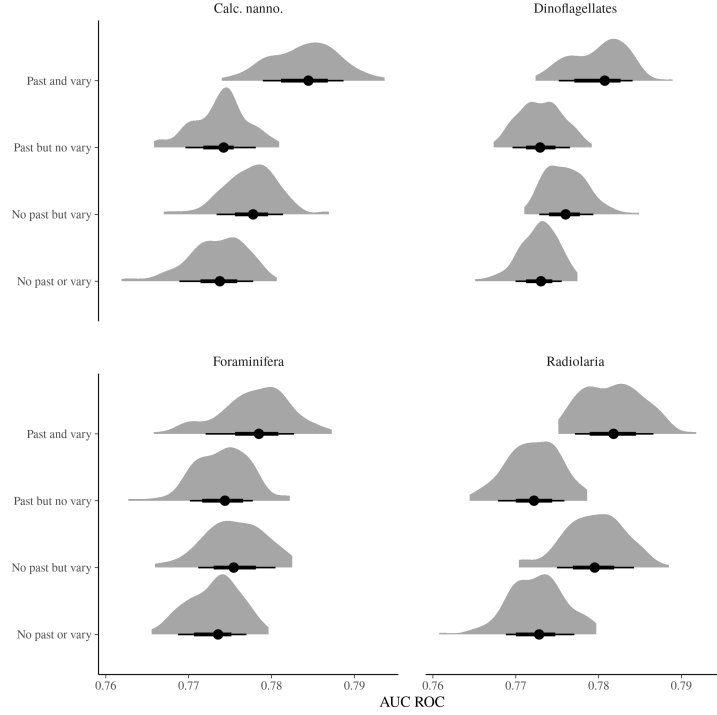 Calc. nanno.
Dinoflagellates
Past and vary
Past but no vary
No past but vary
No past or vary
Foraminifera
Radiolaria
Past and vary
Past but no vary
No past but vary
No past or vary
0.76 0.77 0.78 0.79 0.76 0.77 0.78 0.79
AUC ROC